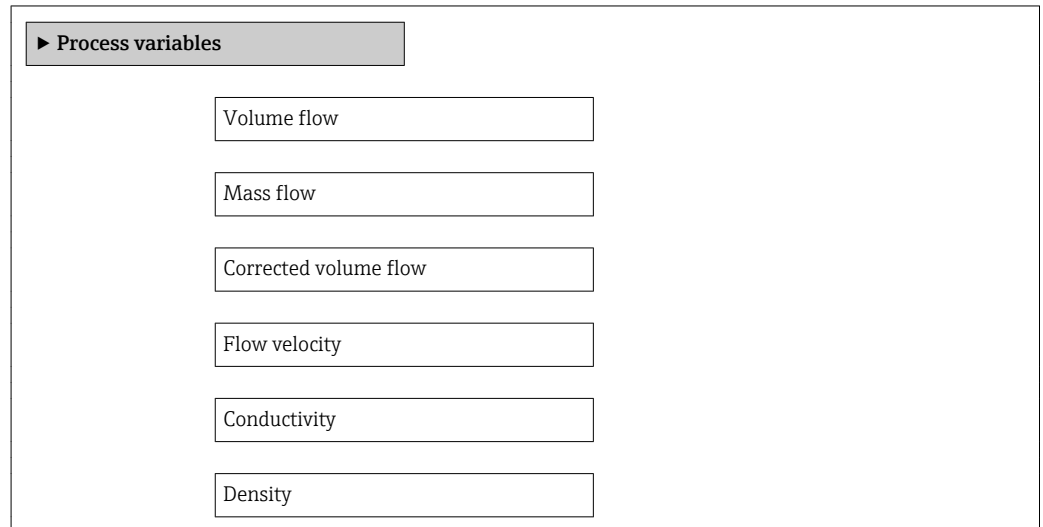 ▶ Process variables
Volume flow
Mass flow
Corrected volume flow
Flow velocity
Conductivity
Density